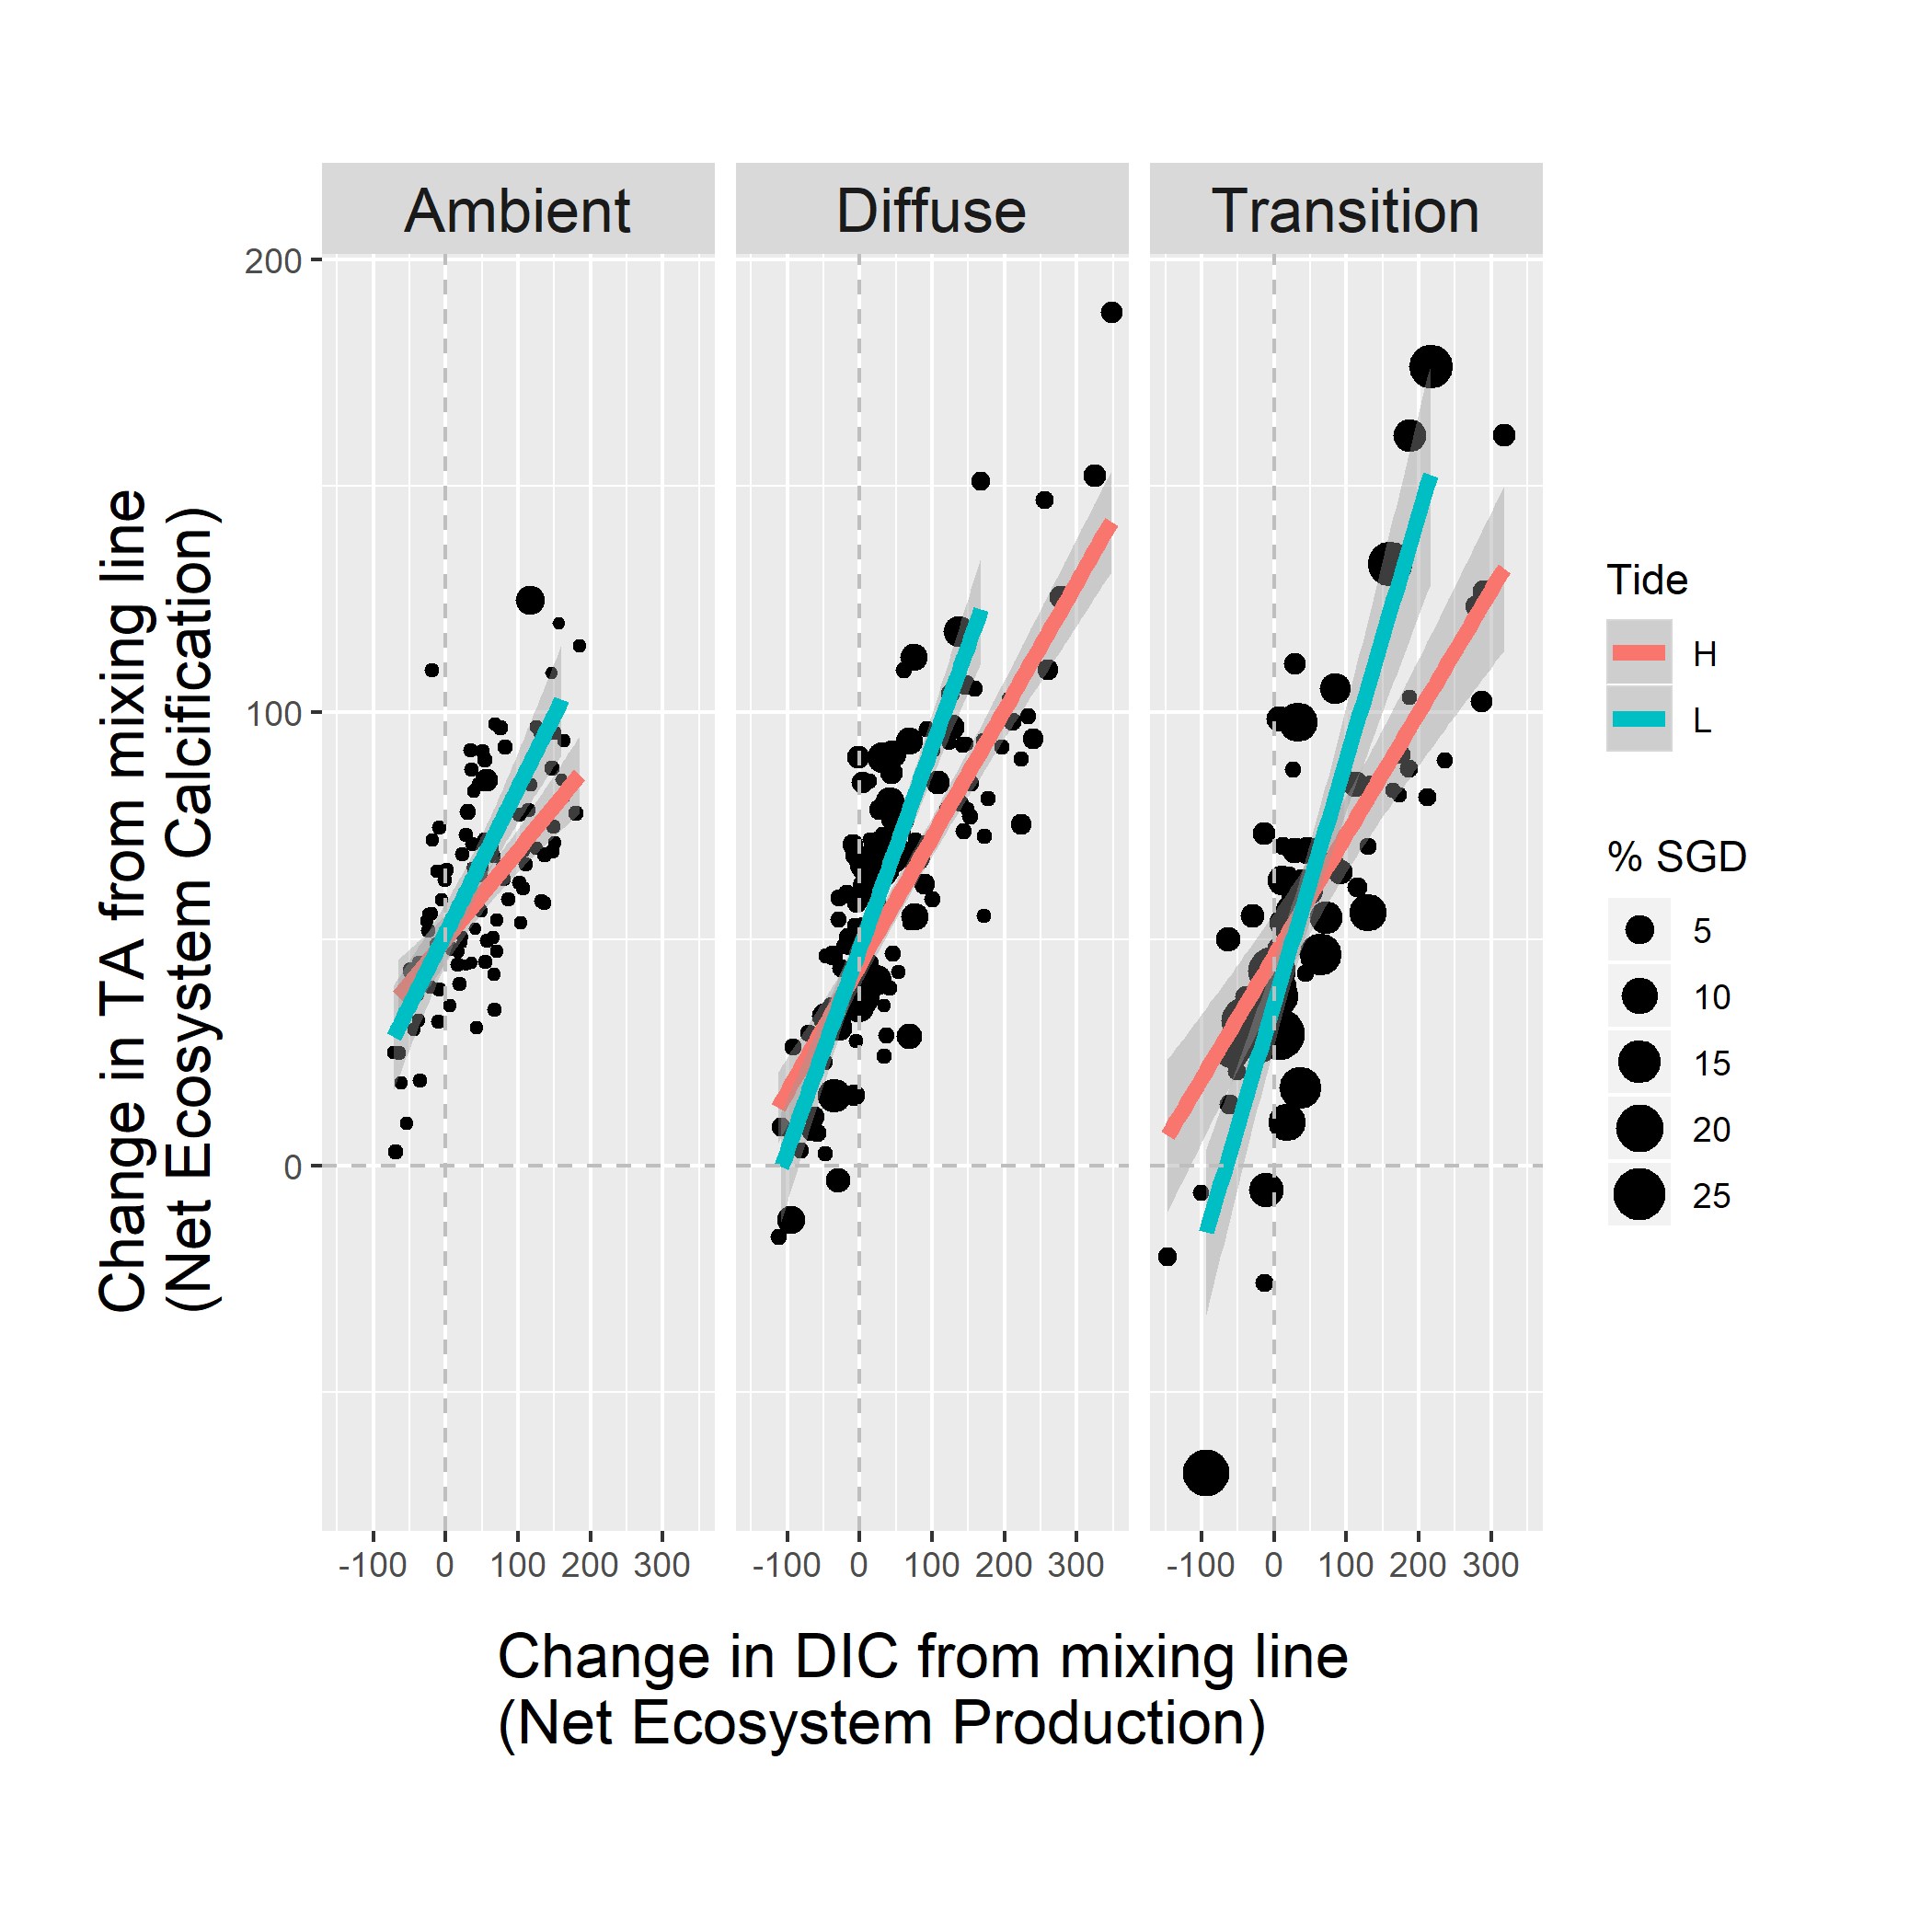 Ambient Diffuse Transition
Change in TA from mixing line
(Net Ecosystem Calcification)
200
100
0
-100 0 100 200 300 -100 0 100 200 300 -100 0 100 200 300
Change in DIC from mixing line
(Net Ecosystem Production)
Tide
H
L
% SGD
5
10
15
20
25